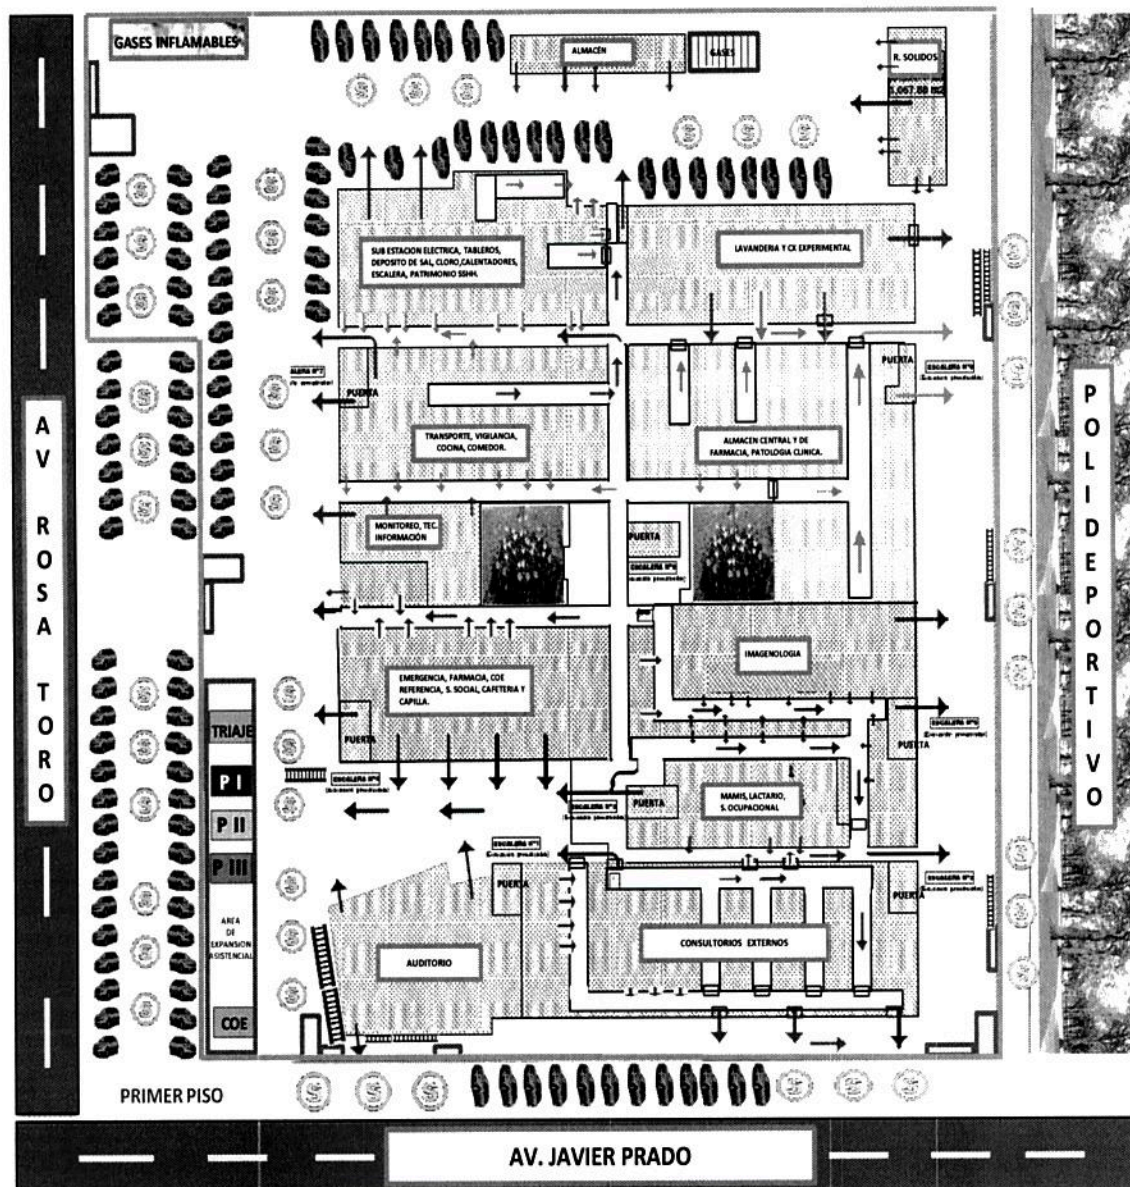 GASES INFLAMABLES
ALMACÉN
GASES
R. SOLIDOS
SUB ESTACION ELECTRICA, TABLEROS,
DEPOSITO DE SAL, CLORO,CALENTADORES,
ESCALERA, PATRIMONIO SSHH.
LAVANDERIA Y CX EXPERIMENTAL
PUERTA
PUERTA
TRANSPORTE, VIGILANCIA,
COCINA, COMEDOR.
ALMACEN CENTRAL Y DE
FARMACIA, PATOLOGIA CLINICA.
MONITOREO, TEC.
INFORMACIÓN
PUERTA
IMAGENOLOGIA
EMERGENCIA, FARMACIA, COE
REFERENCIA, S. SOCIAL, CAFETERIA Y
CAPILLA.
PUERTA
PUERTA
TRIAJE
P I
P II
P III
AREA
DE
EXPANSION
ASISTENCIAL
COE
PUERTA
MAMIS, LACTARIO,
S. OCUPACIONAL
PUERTA
PUERTA
AUDITORIO
CONSULTORIOS EXTERNOS
AV ROSA TORO
POLIDEPORTIVO
PRIMER PISO
AV. JAVIER PRADO